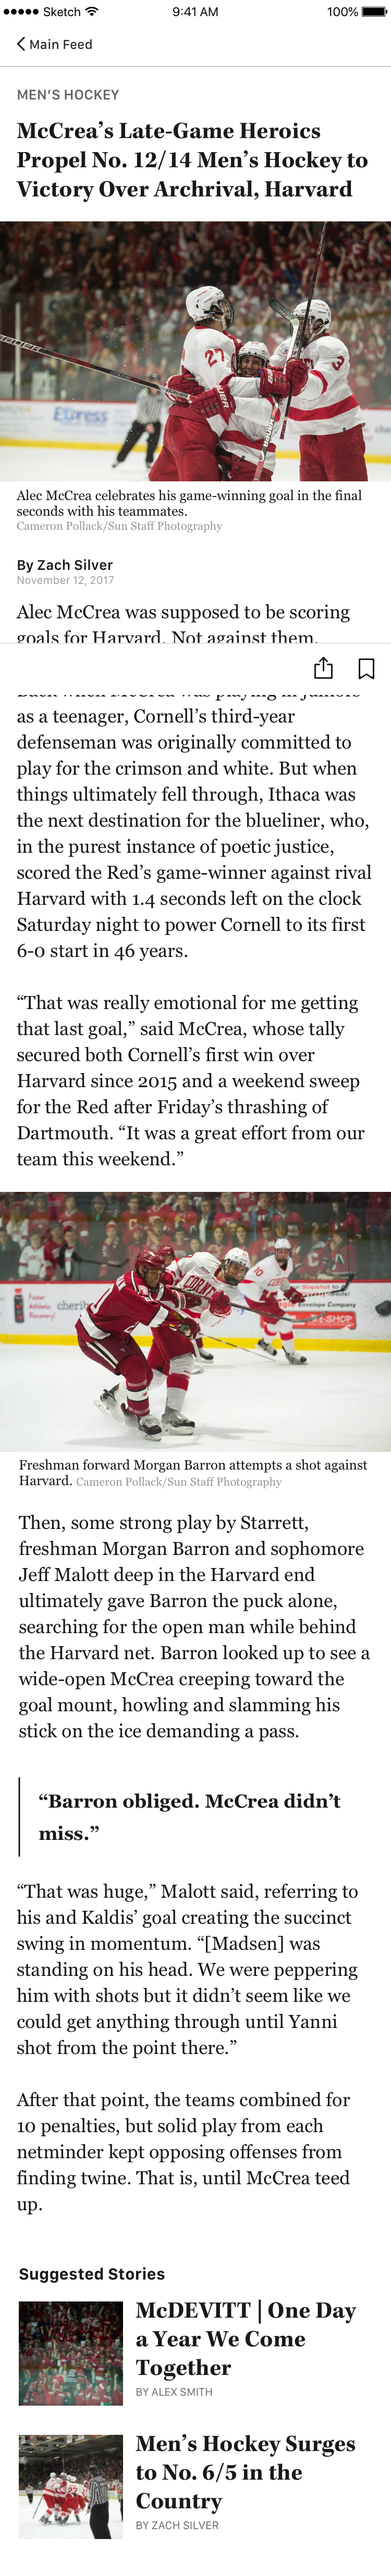 Sketch 9:41 AM 100%
Main Feed
MEN'S HOCKEY
McCrea's Late-Game Heroics
Propel No. 12/14 Men's Hockey to
Victory Over Archrival, Harvard
27
3
Alec McCrea celebrates his game-winning goal in the final
seconds with his teammates.
Cameron Pollack/Sun Staff Photography
By Zach Silver
November 12, 2017
Alec McCrea was supposed to be scoring
goals for Harvard. Not against them.
Back when McCrea was playing in juniors
as a teenager, Cornell's third-year
defenseman was originally committed to
play for the crimson and white. But when
things ultimately fell through, Ithaca was
the next destination for the blueliner, who,
in the purest instance of poetic justice,
scored the Red's game-winner against rival
Harvard with 1.4 seconds left on the clock
Saturday night to power Cornell to its first
6-0 start in 46 years.
“That was really emotional for me getting
that last goal,” said McCrea, whose tally
secured both Cornell's first win over
Harvard since 2015 and a weekend sweep
for the Red after Friday's thrashing of
Dartmouth. “It was a great effort from our
team this weekend.”
10
Envelope Company
Freshman forward Morgan Barron attempts a shot against
Harvard. Cameron Pollack/Sun Staff Photography
Then, some strong play by Starrett,
freshman Morgan Barron and sophomore
Jeff Malott deep in the Harvard end
ultimately gave Barron the puck alone,
searching for the open man while behind
the Harvard net. Barron looked up to see a
wide-open McCrea creeping toward the
goal mount, howling and slamming his
stick on the ice demanding a pass.
“Barron obliged. McCrea didn't
miss.”
“That was huge,” Malott said, referring to
his and Kaldis' goal creating the succinct
swing in momentum. “[Madsen] was
standing on his head. We were peppering
him with shots but it didn't seem like we
could get anything through until Yanni
shot from the point there.”
After that point, the teams combined for
10 penalties, but solid play from each
netminder kept opposing offenses from
finding twine. That is, until McCrea teed
up.
Suggested Stories
McDEVITT | One Day
a Year We Come
Together
BY ALEX SMITH
Men's Hockey Surges
to No. 6/5 in the
Country
BY ZACH SILVER